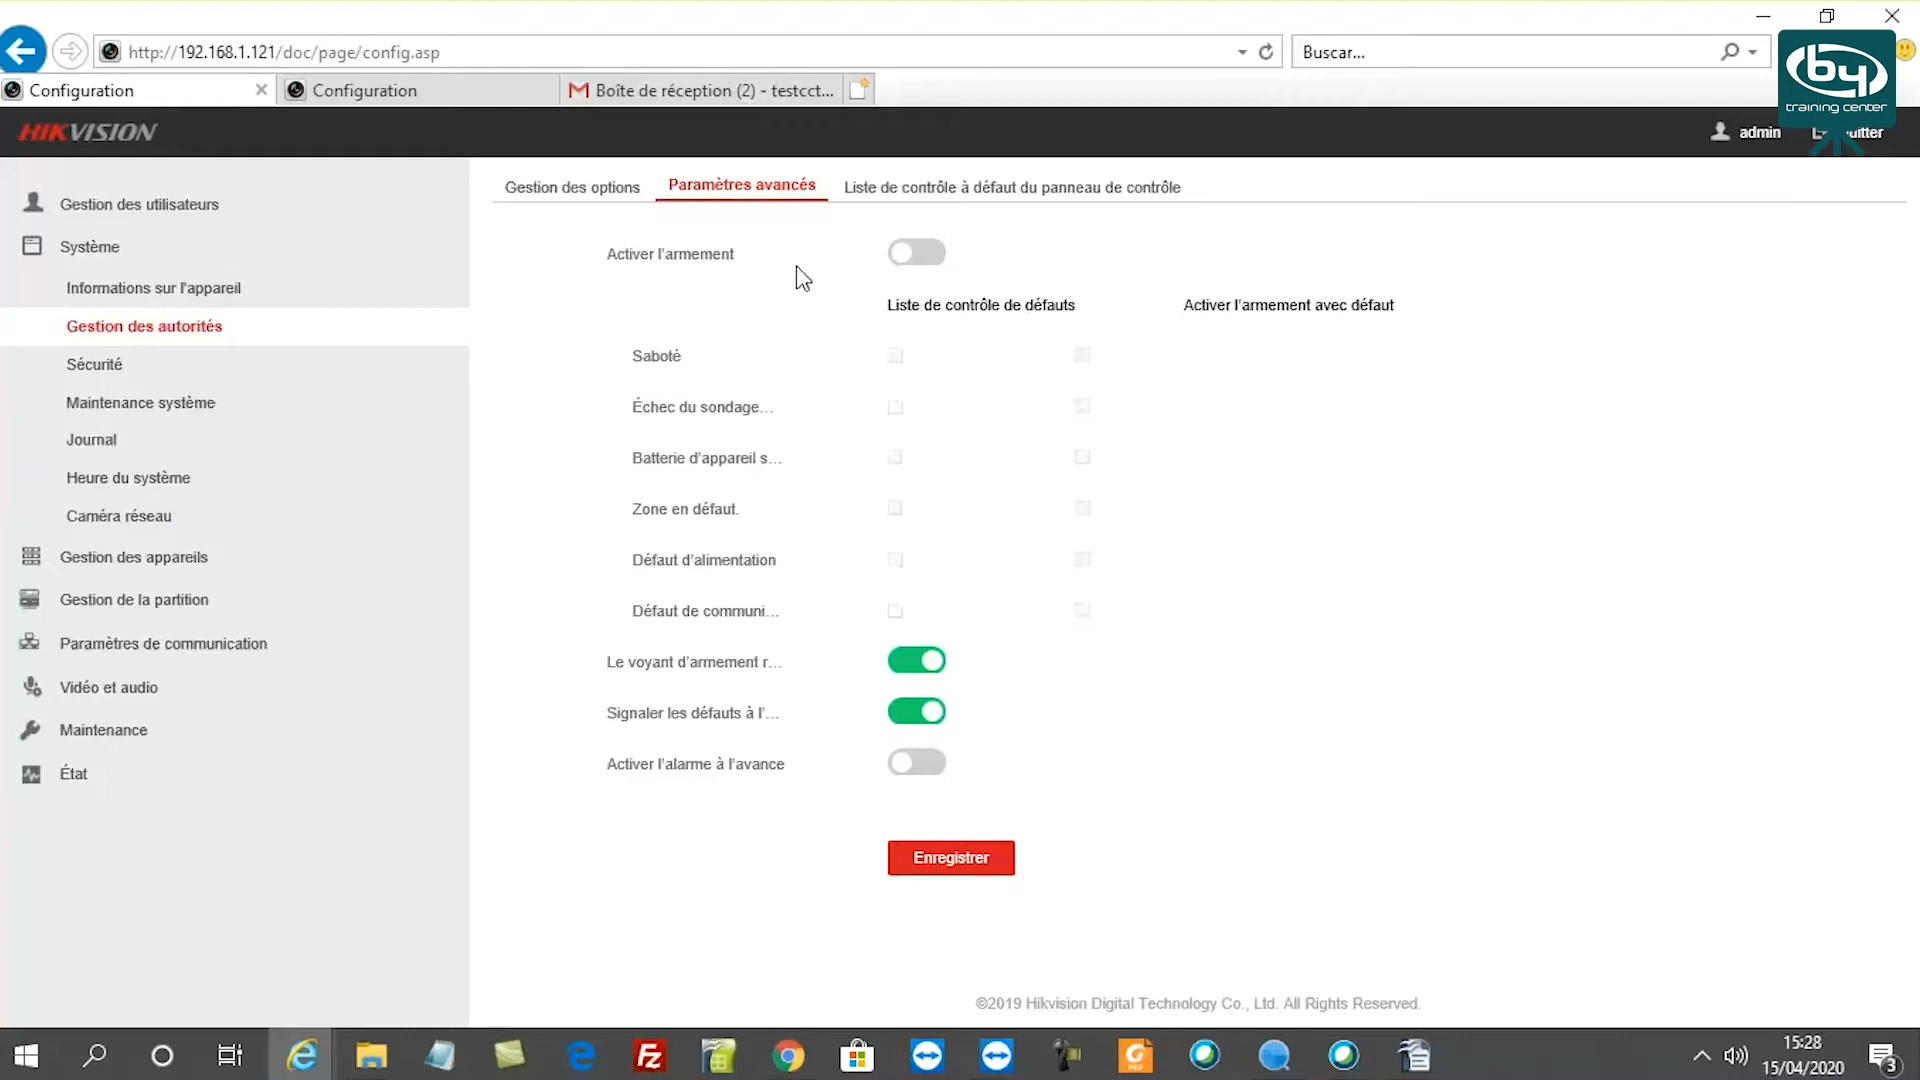 http://192.168.1.121/doc/page/config.asp
Buscar...
Configuration
Configuration
Boîte de réception (2) - testcct...
by
training center
HIKVISION
admin
uitter
Gestion des utilisateurs
Système
Informations sur l'appareil
Gestion des autorités
Sécurité
Maintenance système
Journal
Heure du système
Caméra réseau
Gestion des appareils
Gestion de la partition
Paramètres de communication
Vidéo et audio
Maintenance
État
Gestion des options
Paramètres avancés
Liste de contrôle à défaut du panneau de contrôle
Activer l'armement
Liste de contrôle de défauts
Activer l'armement avec défaut
Saboté
Échec du sondage...
Batterie d'appareil s...
Zone en défaut.
Défaut d'alimentation
Défaut de communi...
Le voyant d'armement r...
Signaler les défauts à l'...
Activer l'alarme à l'avance
Enregistrer
©2019 Hikvision Digital Technology Co., Ltd. All Rights Reserved.
15:28
15/04/2020
3